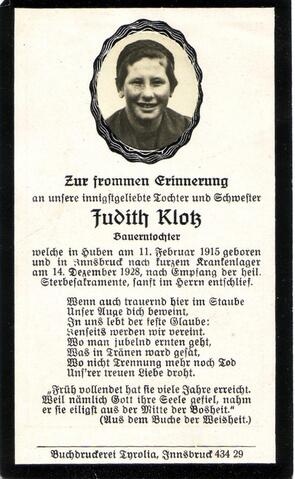 Zur frommen Erinnerung
an unsere innigstgeliebte Tochter und Schwester
Judith Klotz
Bauerntochter
welche in Huben am 11. Februar 1915 geboren
und in Innsbruck nach kurzem Krankenlager
am 14. Dezember 1928, nach Empfang der heil.
Sterbesakramente, sanft im Herrn entschlief.
Wenn auch trauernd hier im Staube
Unser Auge dich beweint,
In uns lebt der feste Glaube:
Jenseits werden wir vereint.
Wo man jubelnd ernten geht,
Was in Tränen ward gesät,
Wo nicht Trennung mehr noch Tod
Uns'rer treuen Liebe droht.
„Früh vollendet hat sie viele Jahre erreicht.
Weil nämlich Gott ihre Seele gefiel, nahm
er sie eiligst aus der Mitte der Bosheit.“
(Aus dem Buche der Weisheit.)
Buchdruckerei Tyrolia, Innsbruck 434 29